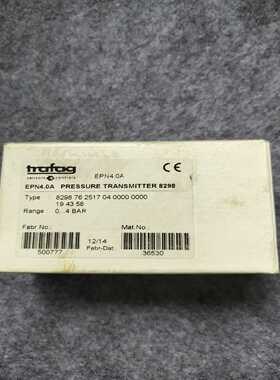 trafag
sensors & controls
EPN4.0A
CE
EPN4.0A PRESSURE TRANSMITTER 8298
Type 8298 76 2517 04 0000 0000
19 43 58
Range 0...4 BAR
Fabr.No.: Mat.No.:
500777 12/14 36530
Fabr-Dat.